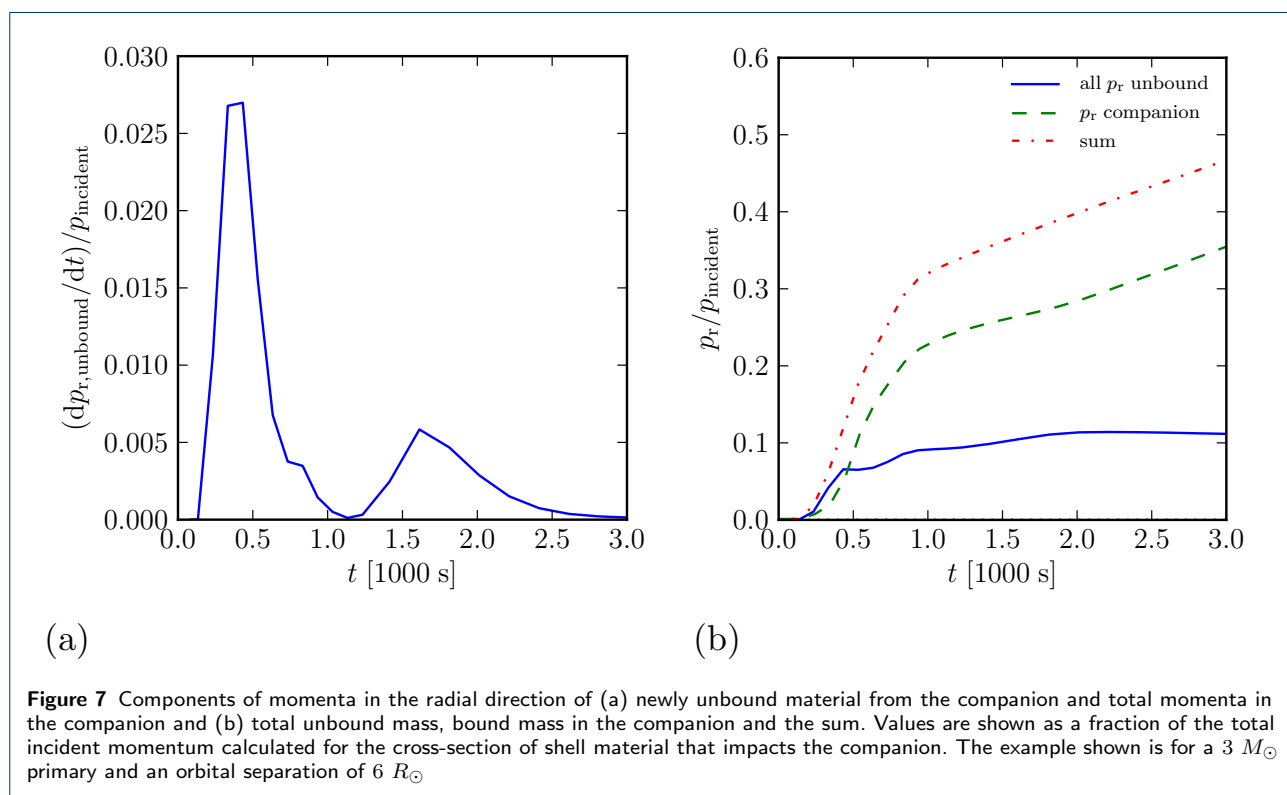 0.030
0.025
0.020
0.015
0.010
0.005
0.000
(dp_r,unbound/dt)/p_incident
0.0 0.5 1.0 1.5 2.0 2.5 3.0
t [1000 s]
(a)
0.6
0.5
0.4
0.3
0.2
0.1
0.0
p_r/p_incident
all p_r unbound
p_r companion
sum
0.0 0.5 1.0 1.5 2.0 2.5 3.0
t [1000 s]
(b)
Figure 7 Components of momenta in the radial direction of (a) newly unbound material from the companion and total momenta in
the companion and (b) total unbound mass, bound mass in the companion and the sum. Values are shown as a fraction of the total
incident momentum calculated for the cross-section of shell material that impacts the companion. The example shown is for a 3 M⊙
primary and an orbital separation of 6 R⊙